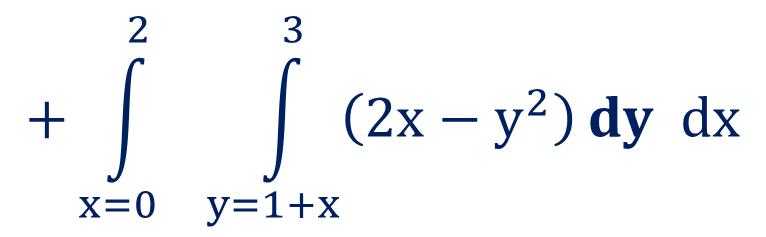 2 3
+ ∫ ∫ (2x − y²) dy dx
x=0 y=1+x